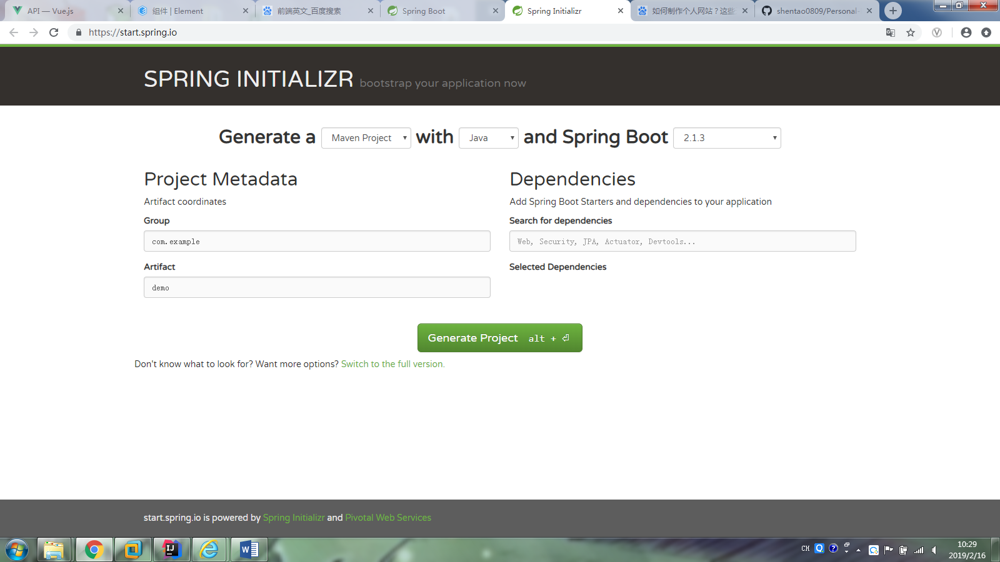 API — Vue.js
组件 | Element
前端英文_百度搜索
Spring Boot
Spring Initializr
如何制作个人网站？这些
shentao0809/Personal-
https://start.spring.io
SPRING INITIALIZR bootstrap your application now
Generate a Maven Project with Java and Spring Boot 2.1.3
Project Metadata
Artifact coordinates
Group
com.example
Artifact
demo
Dependencies
Add Spring Boot Starters and dependencies to your application
Search for dependencies
Web, Security, JPA, Actuator, Devtools...
Selected Dependencies
Generate Project alt + ⏎
Don't know what to look for? Want more options? Switch to the full version.
start.spring.io is powered by Spring Initializr and Pivotal Web Services
CH
10:29
2019/2/16